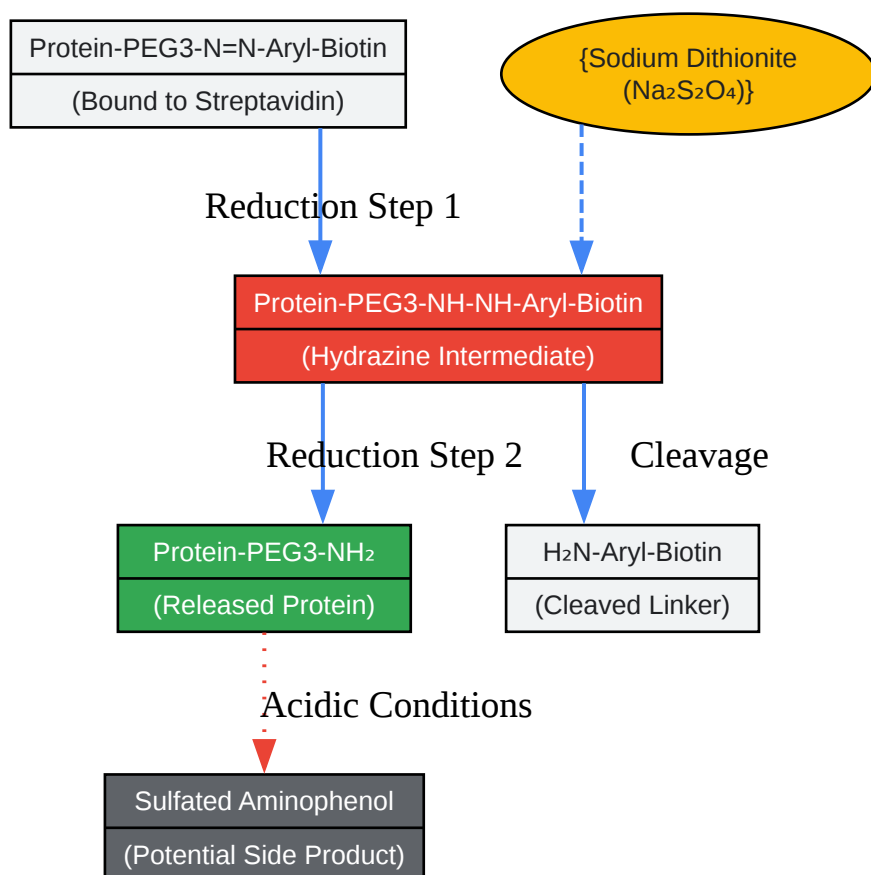 Protein-PEG3-N=N-Aryl-Biotin
(Bound to Streptavidin)
{Sodium Dithionite
(Na₂S₂O₄)}
Reduction Step 1
Protein-PEG3-NH-NH-Aryl-Biotin
(Hydrazine Intermediate)
Reduction Step 2
Cleavage
Protein-PEG3-NH₂
(Released Protein)
H₂N-Aryl-Biotin
(Cleaved Linker)
Acidic Conditions
Sulfated Aminophenol
(Potential Side Product)